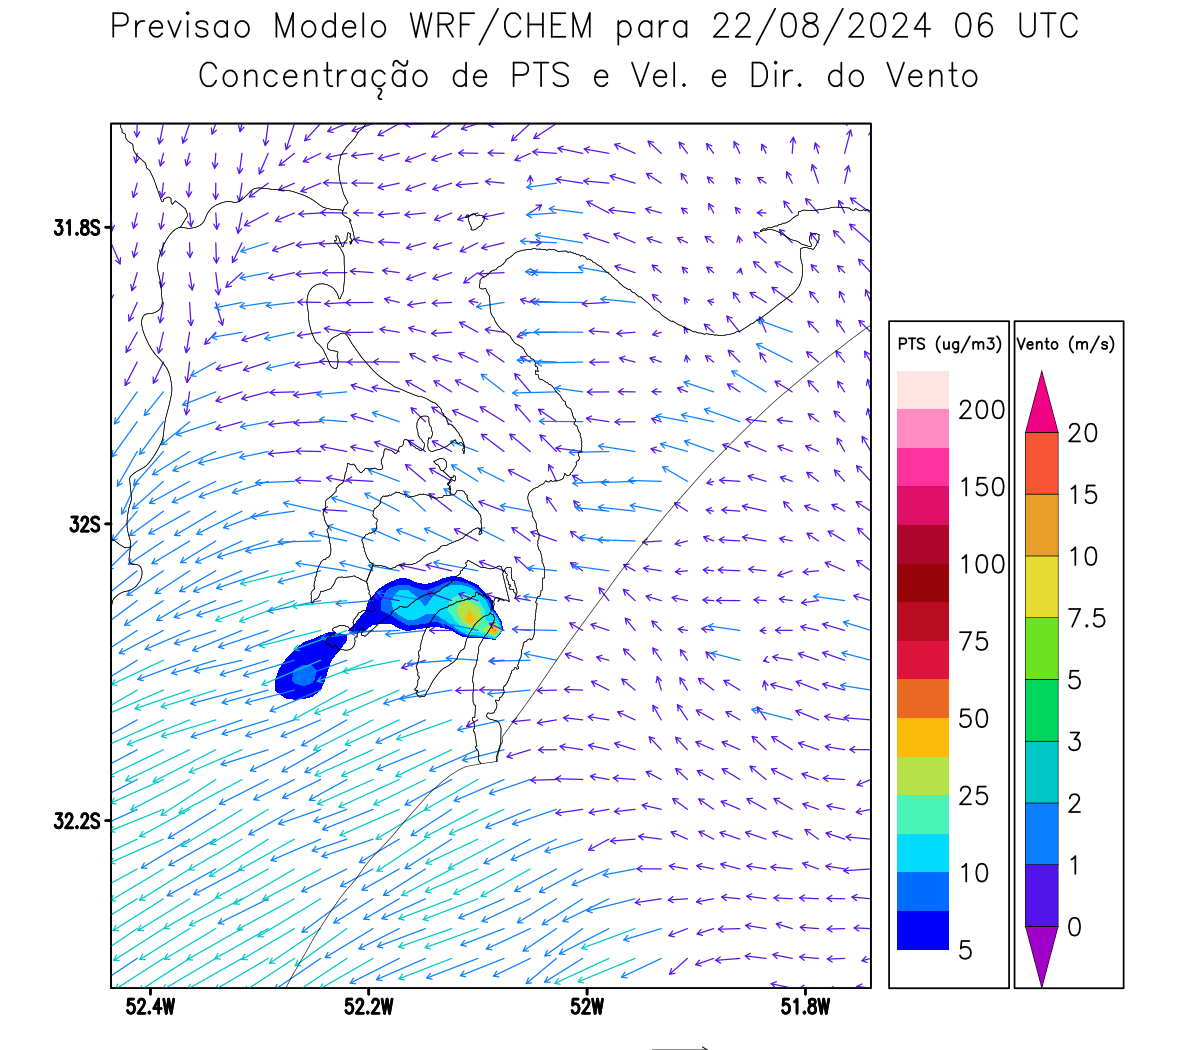 Previsao Modelo WRF/CHEM para 22/08/2024 06 UTC
Concentração de PTS e Vel. e Dir. do Vento
31.8S
32S
32.2S
52.4W 52.2W 52W 51.8W
PTS (ug/m3)
200
150
100
75
50
25
10
5
Vento (m/s)
20
15
10
7.5
5
3
2
1
0